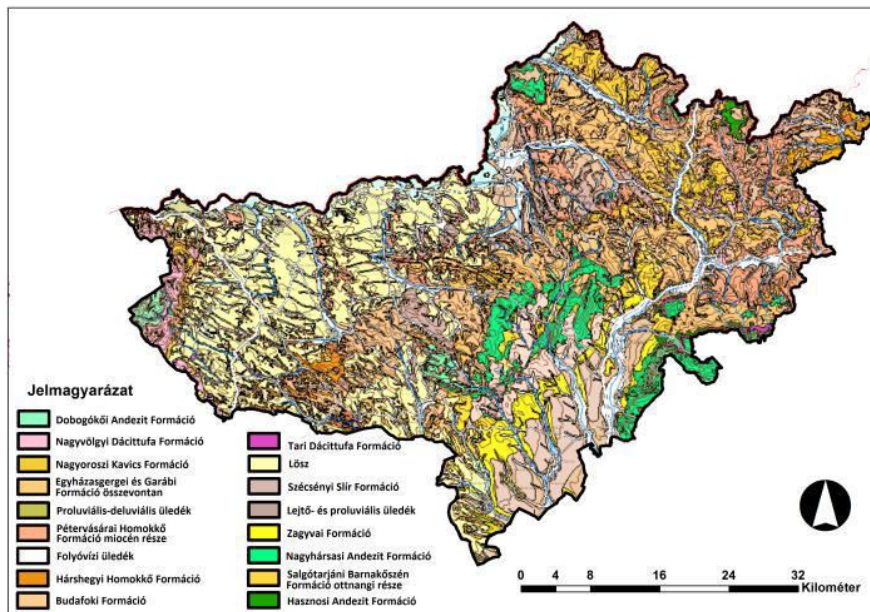 Jelmagyarázat
Dobogókői Andezit Formáció
Nagyvölgyi Dácittufa Formáció
Nagyoroszi Kavics Formáció
Egyházasgergei és Garábi
Formáció összevontan
Proluviális-deluviális üledék
Pétervásárai Homokkő
Formáció miocén része
Folyóvízi üledék
Hárshegyi Homokkő Formáció
Budafoki Formáció
Tari Dácittufa Formáció
Lösz
Szécsényi Slír Formáció
Lejtő- és proluviális üledék
Zagyvai Formáció
Nagyhársasi Andezit Formáció
Salgótarjáni Barnakőszén
Formáció ottnangi része
Hasznosi Andezit Formáció
0 4 8 16 24 32
Kilométer